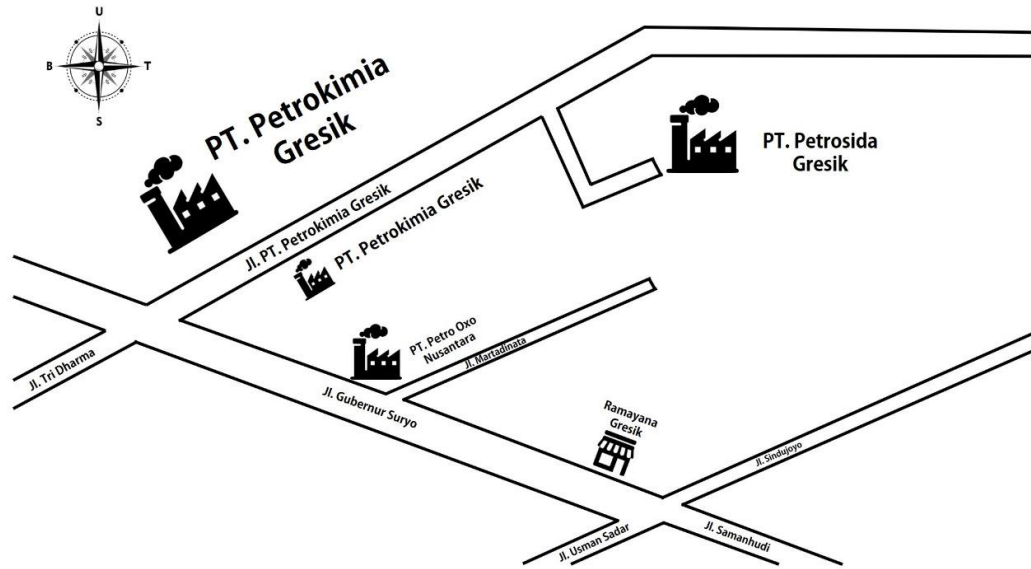 U
B
T
S
PT. Petrokimia
Gresik
PT. Petrosida
Gresik
Jl. PT. Petrokimia Gresik
PT. Petrokimia Gresik
PT. Petro Oxo
Nusantara
Jl. Martadinata
Jl. Tri Dharma
Jl. Gubernur Suryo
Ramayana
Gresik
Jl. Sindujoyo
Jl. Usman Sadar
Jl. Samanhudi